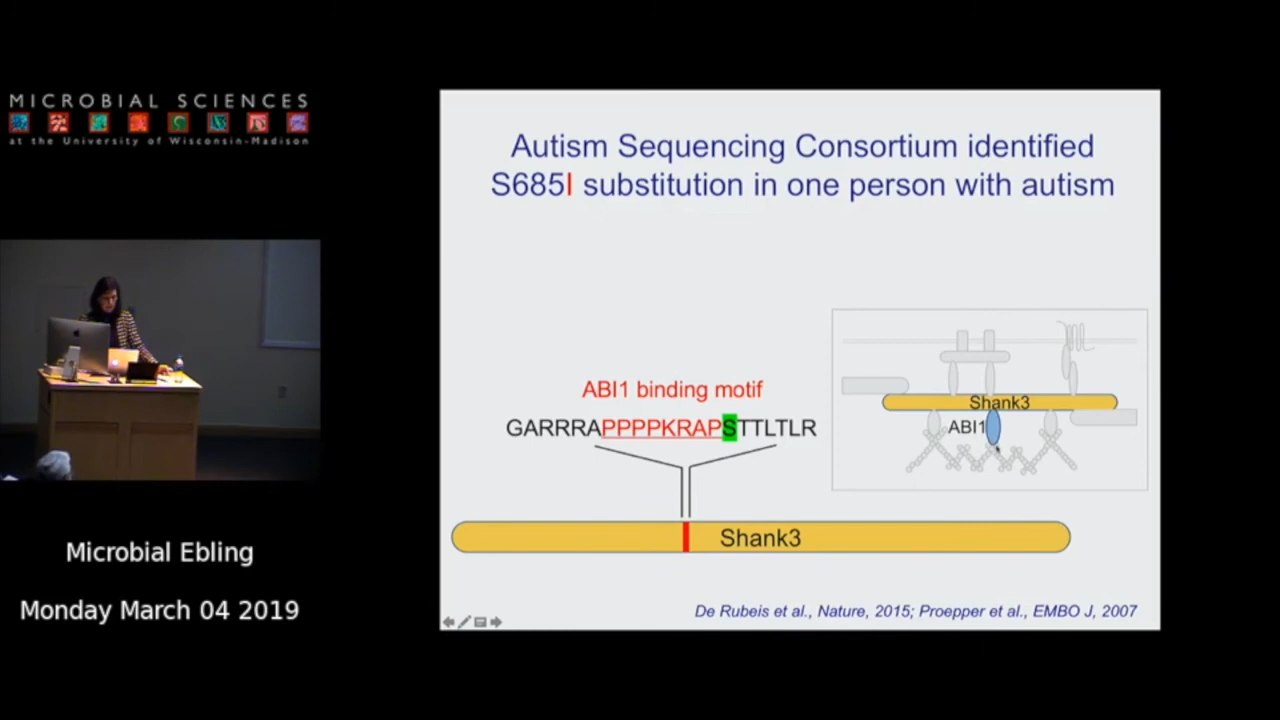 MICROBIAL SCIENCES
at the University of Wisconsin-Madison
Autism Sequencing Consortium identified
S685I substitution in one person with autism
ABI1 binding motif
GARRRAPPPPKRAPSTTLTLR
Shank3
ABI1
Shank3
De Rubeis et al., Nature, 2015; Proepper et al., EMBO J, 2007
Microbial Ebling
Monday March 04 2019